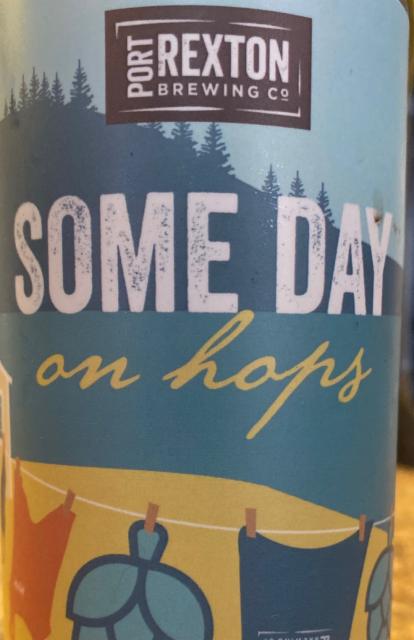 PORT REXTON
BREWING Cº
SOME DAY
on hops